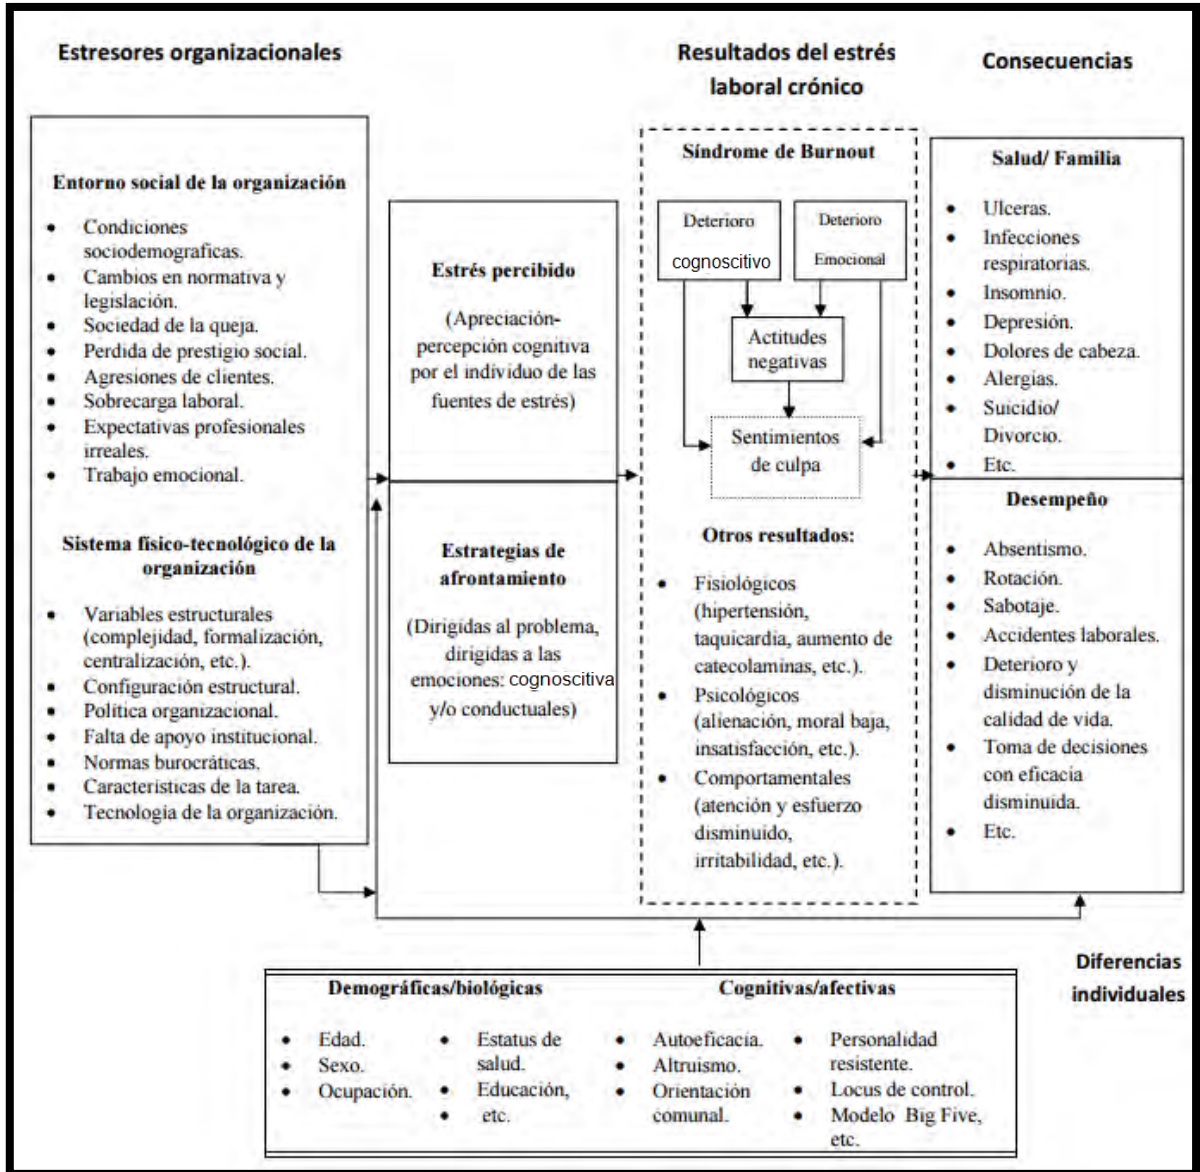 Estresores organizacionales
Entorno social de la organización
• Condiciones
sociodemograficas.
• Cambios en normativa y
legislación.
• Sociedad de la queja.
• Perdida de prestigio social.
• Agresiones de clientes.
• Sobrecarga laboral.
• Expectativas profesionales
irreales.
• Trabajo emocional.
Sistema físico-tecnológico de la
organización
• Variables estructurales
(complejidad, formalización,
centralización, etc.).
• Configuración estructural.
• Política organizacional.
• Falta de apoyo institucional.
• Normas burocráticas.
• Características de la tarea.
• Tecnología de la organización.
Estrés percibido
(Apreciación-
percepción cognitiva
por el individuo de las
fuentes de estrés)
Estrategias de
afrontamiento
(Dirigidas al problema,
dirigidas a las
emociones: cognoscitiva
y/o conductuales)
Resultados del estrés
laboral crónico
Síndrome de Burnout
Deterioro
cognoscitivo
Deterioro
Emocional
Actitudes
negativas
Sentimientos
de culpa
Otros resultados:
• Fisiológicos
(hipertensión,
taquicardia, aumento de
catecolaminas, etc.).
• Psicológicos
(alienación, moral baja,
insatisfacción, etc.).
• Comportamentales
(atención y esfuerzo
disminuido,
irritabilidad, etc.).
Consecuencias
Salud/ Familia
• Ulceras.
• Infecciones
respiratorias.
• Insomnio.
• Depresión.
• Dolores de cabeza.
• Alergias.
• Suicidio/
Divorcio.
• Etc.
Desempeño
• Absentismo.
• Rotación.
• Sabotaje.
• Accidentes laborales.
• Deterioro y
disminución de la
calidad de vida.
• Toma de decisiones
con eficacia
disminuida.
• Etc.
Diferencias
individuales
Demográficas/biológicas
• Edad.
• Sexo.
• Ocupación.
• Estatus de
salud.
• Educación,
• etc.
Cognitivas/afectivas
• Autoeficacia.
• Altruismo.
• Orientación
comunal.
• Personalidad
resistente.
• Locus de control.
• Modelo Big Five,
etc.